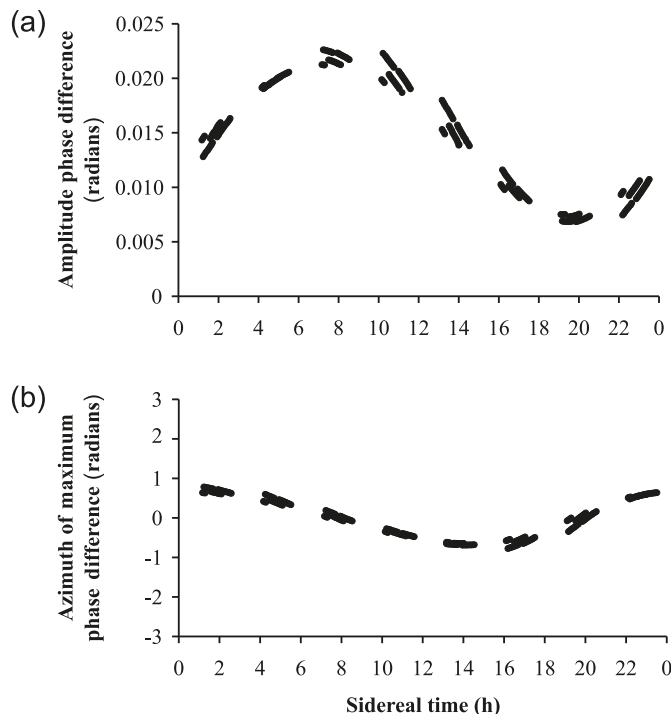 (a)
Amplitude phase difference
(radians)
0.025
0.020
0.015
0.010
0.005
0
0 2 4 6 8 10 12 14 16 18 20 22 0
(b)
Azimuth of maximum
phase difference (radians)
3
2
1
0
-1
-2
-3
0 2 4 6 8 10 12 14 16 18 20 22 0
Sidereal time (h)